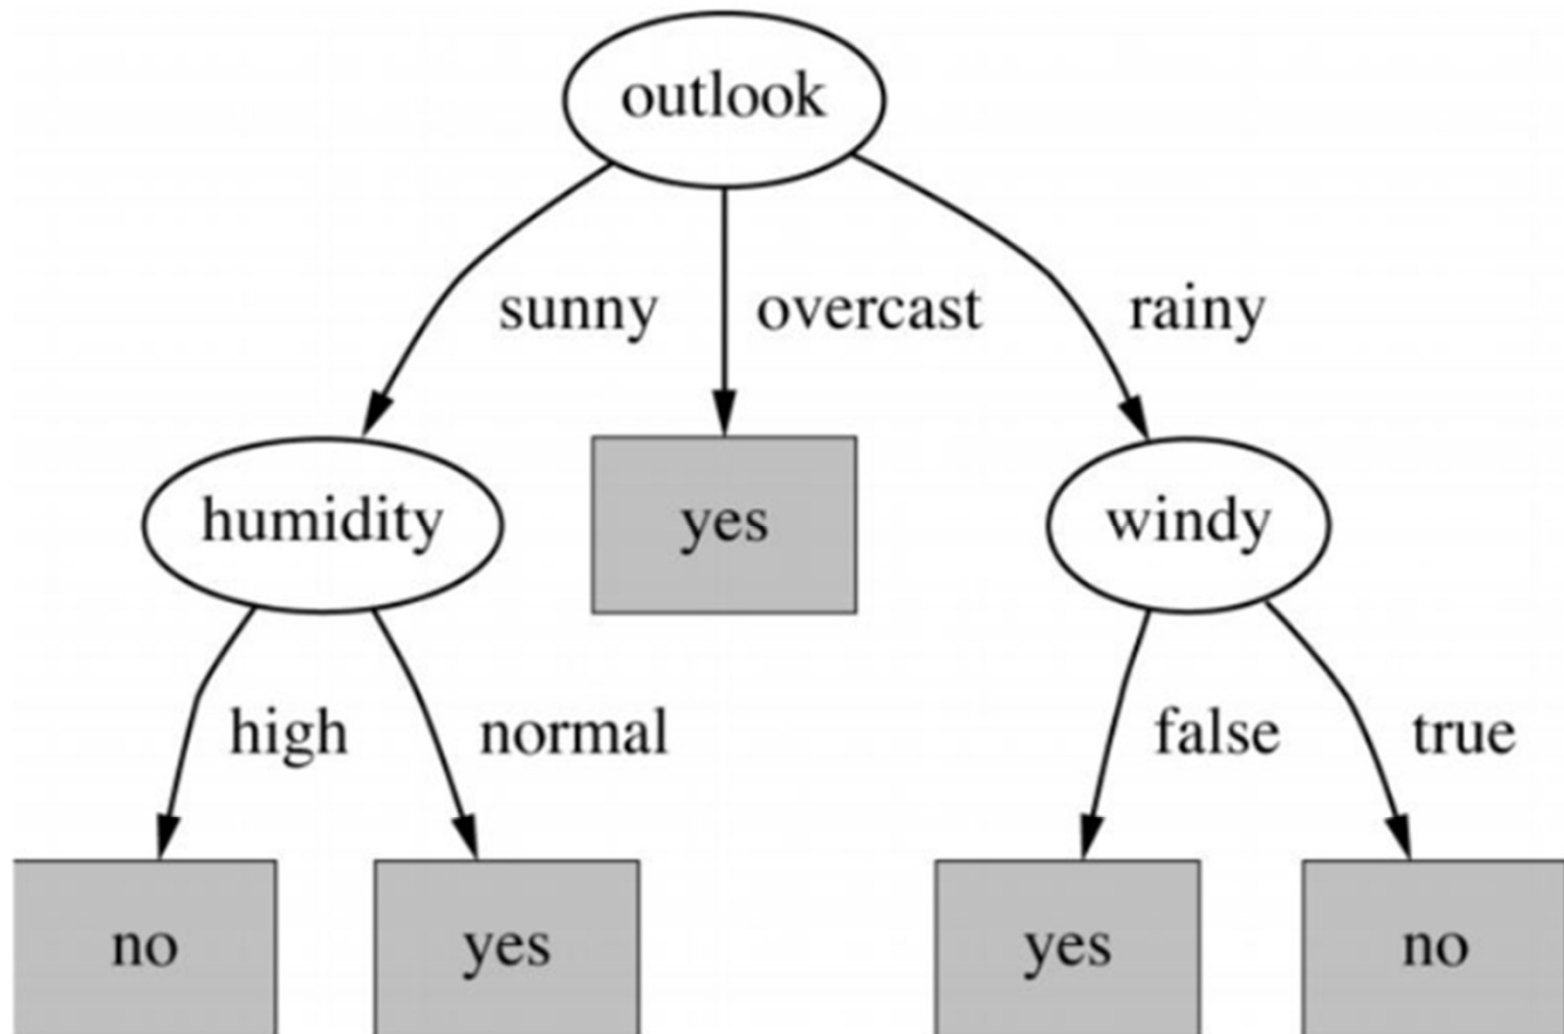 outlook
sunny
overcast
rainy
humidity
yes
windy
high
normal
false
true
no
yes
yes
no